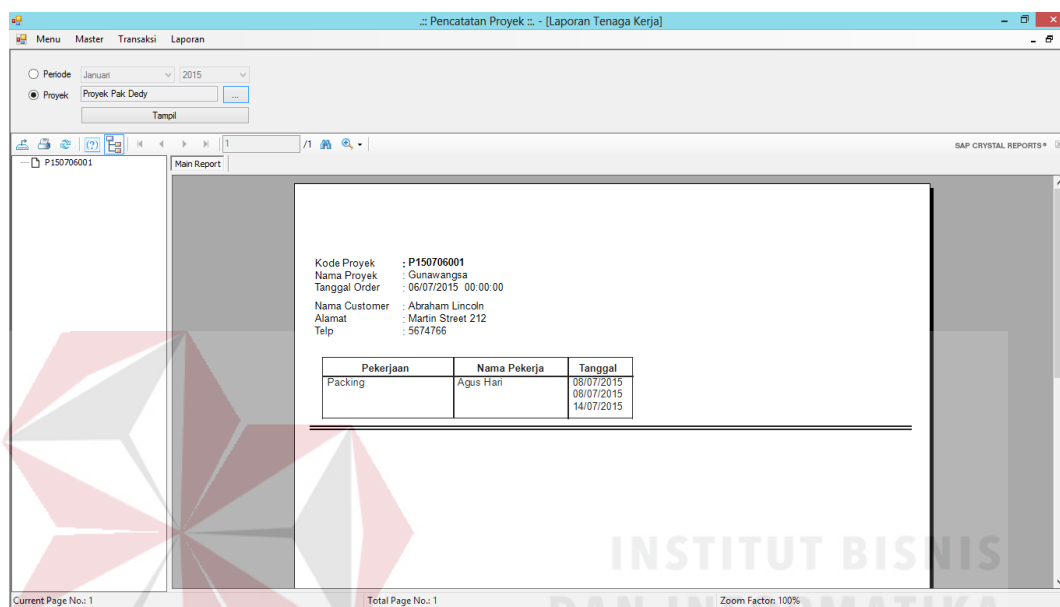 .:: Pencatatan Proyek ::. - [Laporan Tenaga Kerja]
Menu Master Transaksi Laporan
Periode Januari 2015
Proyek Proyek Pak Dedy ...
Tampil
1 /1
SAP CRYSTAL REPORTS®
P150706001
Main Report
Kode Proyek : P150706001
Nama Proyek : Gunawangsa
Tanggal Order : 06/07/2015 00:00:00
Nama Customer : Abraham Lincoln
Alamat : Martin Street 212
Telp : 5674766
Pekerjaan Nama Pekerja Tanggal
Packing Agus Hari 08/07/2015
08/07/2015
14/07/2015
INSTITUT BISNIS
DAN INFORMATIKA
Current Page No.: 1 Total Page No.: 1 Zoom Factor: 100%